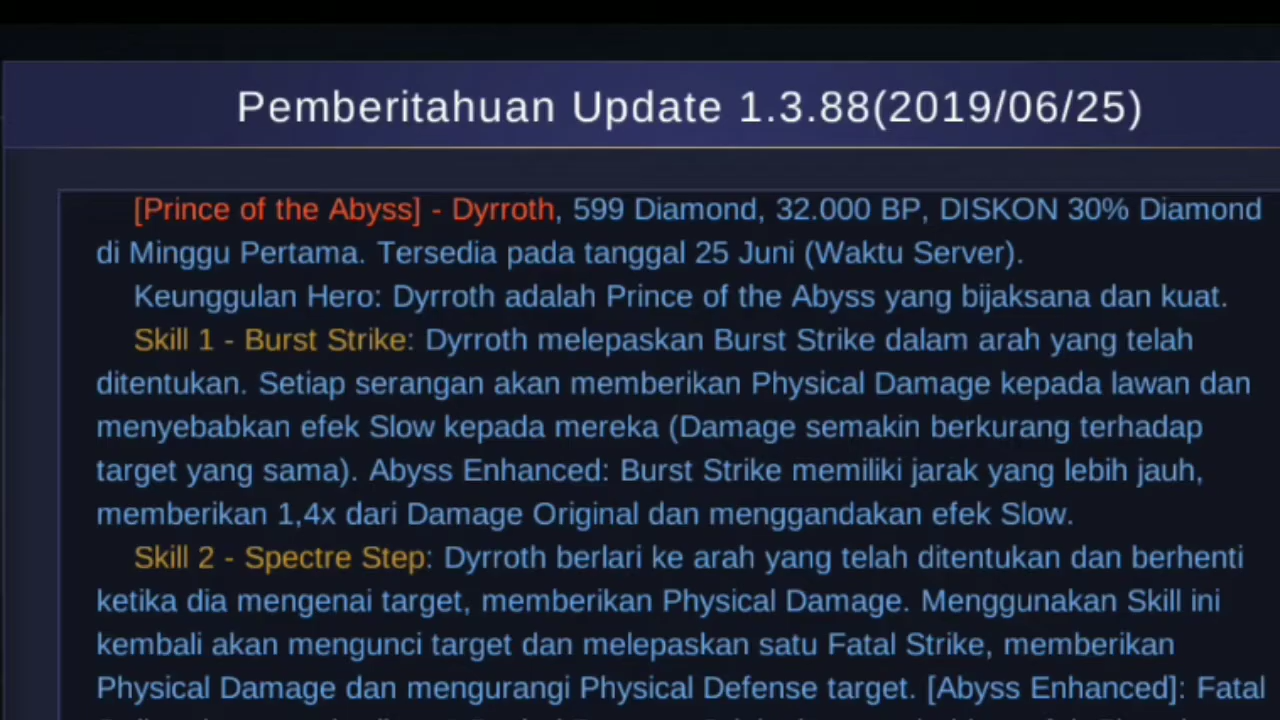 Pemberitahuan Update 1.3.88(2019/06/25)
[Prince of the Abyss] - Dyrroth, 599 Diamond, 32.000 BP, DISKON 30% Diamond
di Minggu Pertama. Tersedia pada tanggal 25 Juni (Waktu Server).
Keunggulan Hero: Dyrroth adalah Prince of the Abyss yang bijaksana dan kuat.
Skill 1 - Burst Strike: Dyrroth melepaskan Burst Strike dalam arah yang telah
ditentukan. Setiap serangan akan memberikan Physical Damage kepada lawan dan
menyebabkan efek Slow kepada mereka (Damage semakin berkurang terhadap
target yang sama). Abyss Enhanced: Burst Strike memiliki jarak yang lebih jauh,
memberikan 1,4x dari Damage Original dan menggandakan efek Slow.
Skill 2 - Spectre Step: Dyrroth berlari ke arah yang telah ditentukan dan berhenti
ketika dia mengenai target, memberikan Physical Damage. Menggunakan Skill ini
kembali akan mengunci target dan melepaskan satu Fatal Strike, memberikan
Physical Damage dan mengurangi Physical Defense target. [Abyss Enhanced]: Fatal